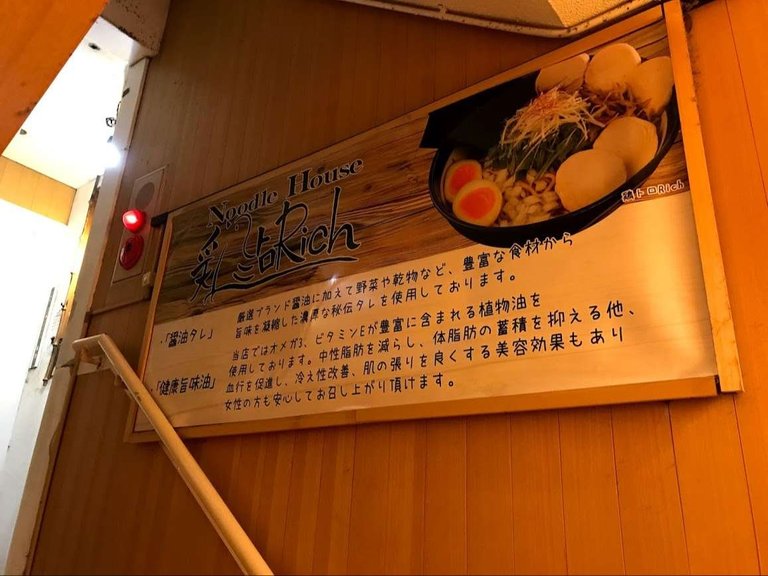 Noodle House
麺
Rich
鶏トロRich
・「醤油タレ」
厳選ブランド醤油に加えて野菜や乾物など、豊富な食材から
旨味を凝縮した濃厚な秘伝タレを使用しております。
・「健康旨味油」
当店ではオメガ3、ビタミンEが豊富に含まれる植物油を
使用しております。中性脂肪を減らし、体脂肪の蓄積を抑える他、
血行を促進し、冷え性改善、肌の張りを良くする美容効果もあり
女性の方も安心してお召し上がり頂けます。